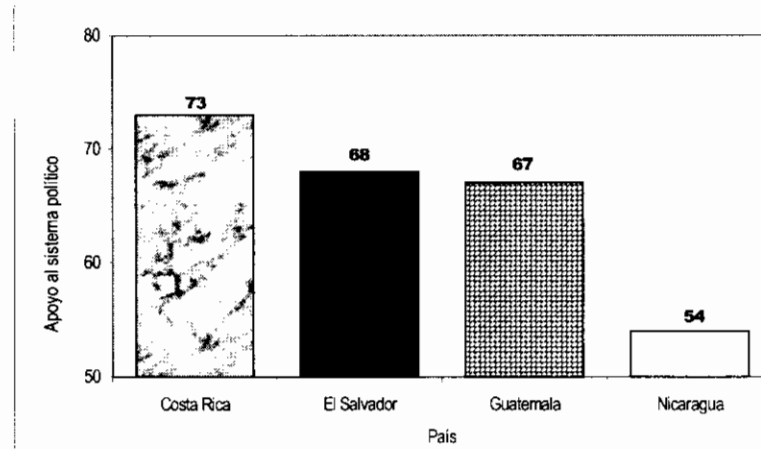 80
73
70
68
67
60
54
50
Apoyo al sistema político
Costa Rica
El Salvador
Guatemala
Nicaragua
País